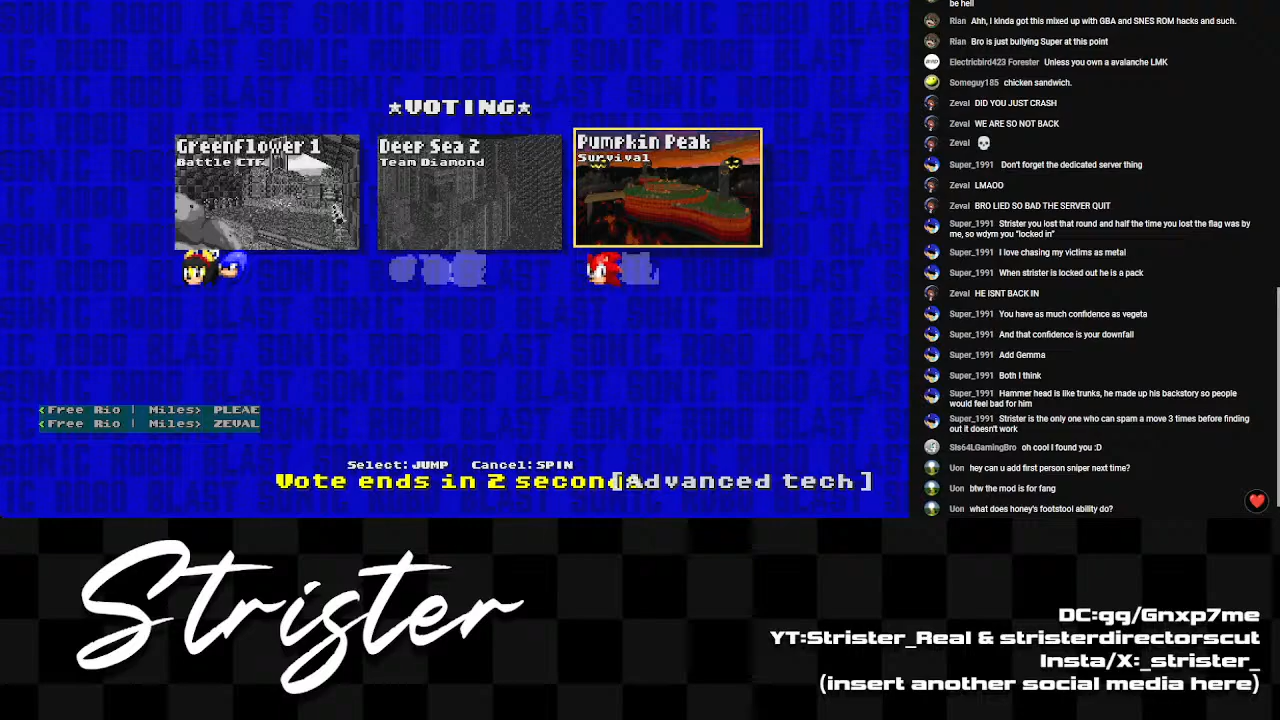 *VOTING*
Greenflower 1
Battle CTF
Deep Sea 2
Team Diamond
Pumpkin Peak
Survival
<Free Rio | Miles> PLEAE
<Free Rio | Miles> ZEVAL
Select:JUMP Cancel:SPIN
Vote ends in 2 second
[Advanced tech]
be hell
Rian Ahh, I kinda got this mixed up with GBA and SNES ROM hacks and such.
Rian Bro is just bullying Super at this point
Electricbird423 Forester Unless you own a avalanche LMK
Someguy185 chicken sandwich.
Zeval DID YOU JUST CRASH
Zeval WE ARE SO NOT BACK
Zeval 💀
Super_1991 Don't forget the dedicated server thing
Zeval LMAOO
Zeval BRO LIED SO BAD THE SERVER QUIT
Super_1991 Strister you lost that round and half the time you lost the flag was by
me, so wdym you "locked in"
Super_1991 I love chasing my victims as metal
Super_1991 When strister is locked out he is a pack
Zeval HE ISNT BACK IN
Super_1991 You have as much confidence as vegeta
Super_1991 And that confidence is your downfall
Super_1991 Add Gemma
Super_1991 Both I think
Super_1991 Hammer head is like trunks, he made up his backstory so people
would feel bad for him
Super_1991 Strister is the only one who can spam a move 3 times before finding
out it doesn't work
Sls64LGamingBro oh cool I found you :D
Uon hey can u add first person sniper next time?
Uon btw the mod is for fang
Uon what does honey's footstool ability do?
Strister
DC:gg/Gnxp7me
YT:Strister_Real & stristerdirectorscut
Insta/X:_strister_
(insert another social media here)
SONIC ROBO BLAST